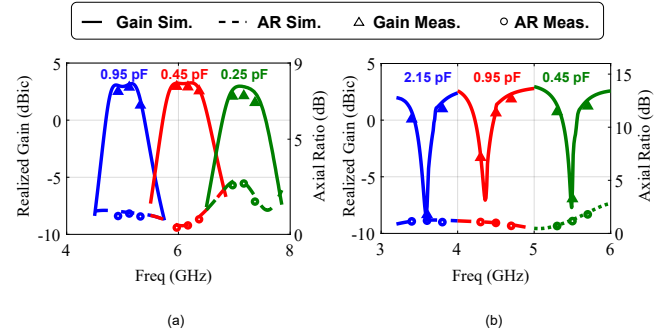 Gain Sim. AR Sim. Gain Meas. AR Meas.
5 9 5 15
0.95 pF 0.45 pF 0.25 pF
2.15 pF 0.95 pF 0.45 pF
Realized Gain (dBic)
0 5 0 10
Axial Ratio (dB)
Realized Gain (dBic)
-5 -5 5
Axial Ratio (dB)
-10 0 -10 0
4 6 8 3 4 5 6
Freq (GHz) Freq (GHz)
(a) (b)